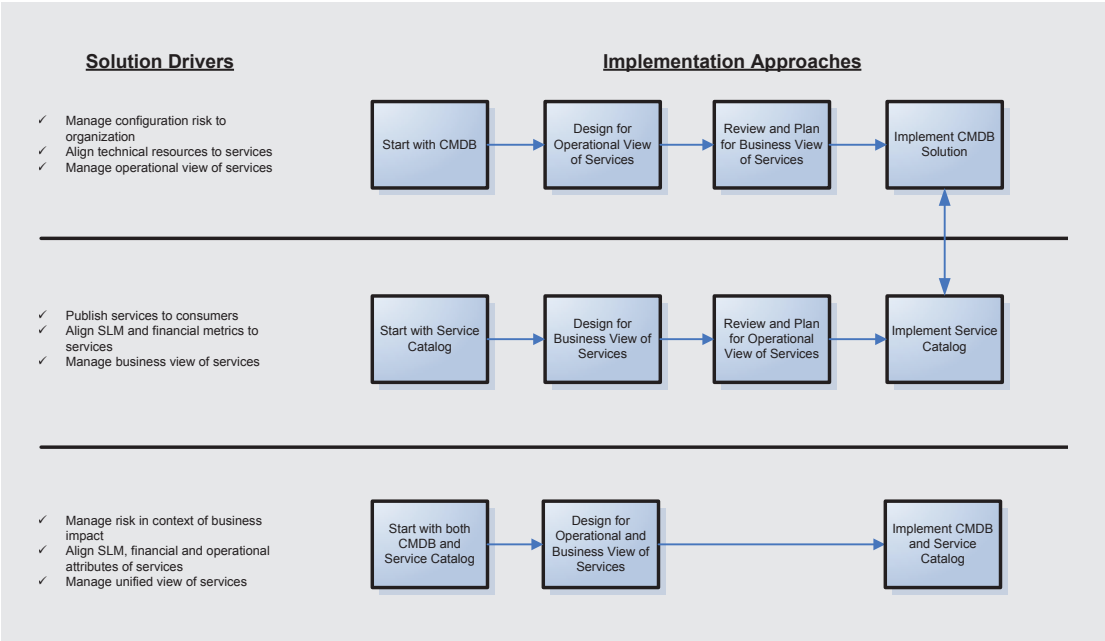 Solution Drivers
Implementation Approaches
✓ Manage configuration risk to
organization
✓ Align technical resources to services
✓ Manage operational view of services
Start with CMDB
Design for
Operational View
of Services
Review and Plan
for Business View
of Services
Implement CMDB
Solution
✓ Publish services to consumers
✓ Align SLM and financial metrics to
services
✓ Manage business view of services
Start with Service
Catalog
Design for
Business View of
Services
Review and Plan
for Operational
View of Services
Implement Service
Catalog
✓ Manage risk in context of business
impact
✓ Align SLM, financial and operational
attributes of services
✓ Manage unified view of services
Start with both
CMDB and
Service Catalog
Design for
Operational and
Business View of
Services
Implement CMDB
and Service
Catalog